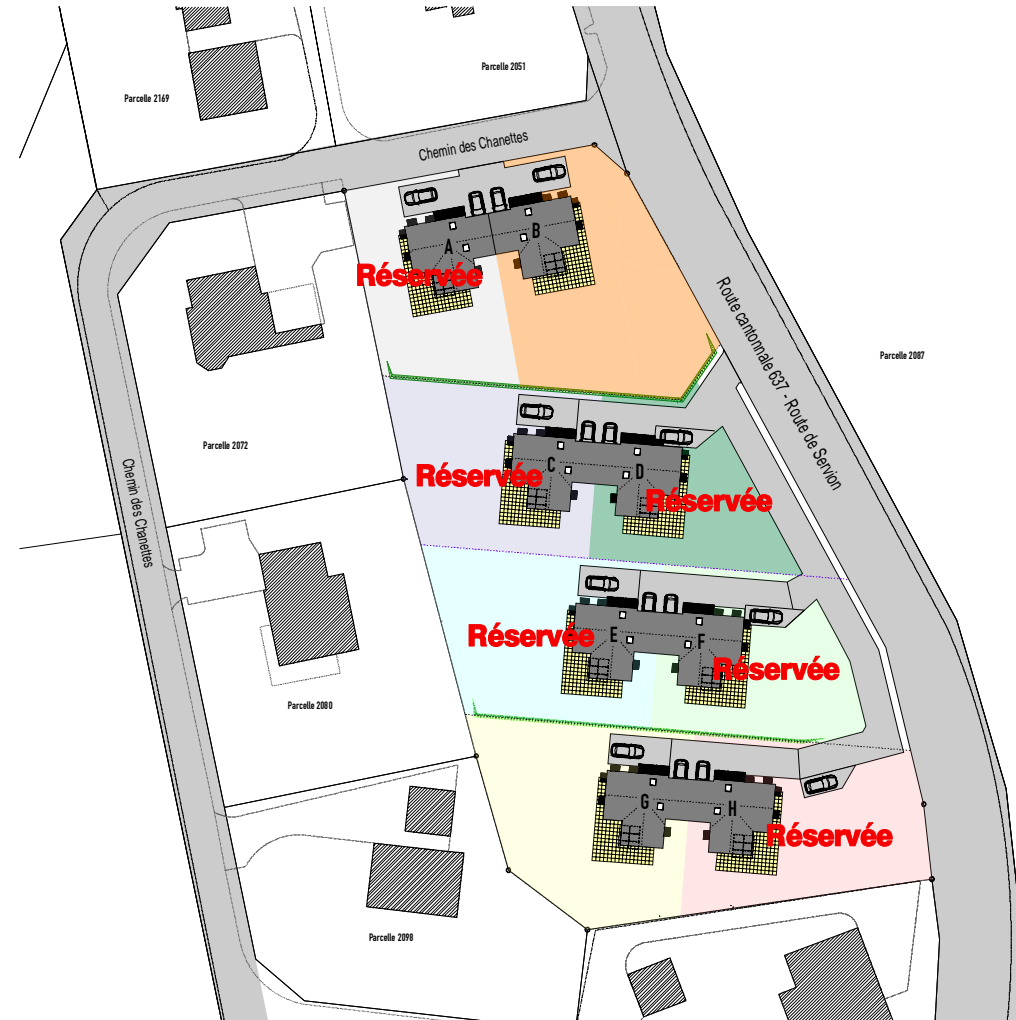 Parcelle 2051
Parcelle 2169
Chemin des Chanettes
A
B
Réservée
Route cantonnale 637 - Route de Servion
Parcelle 2087
Parcelle 2072
Chemin des Chanettes
C
D
Réservée
Réservée
E
F
Réservée
Réservée
Parcelle 2080
G
H
Réservée
Parcelle 2098